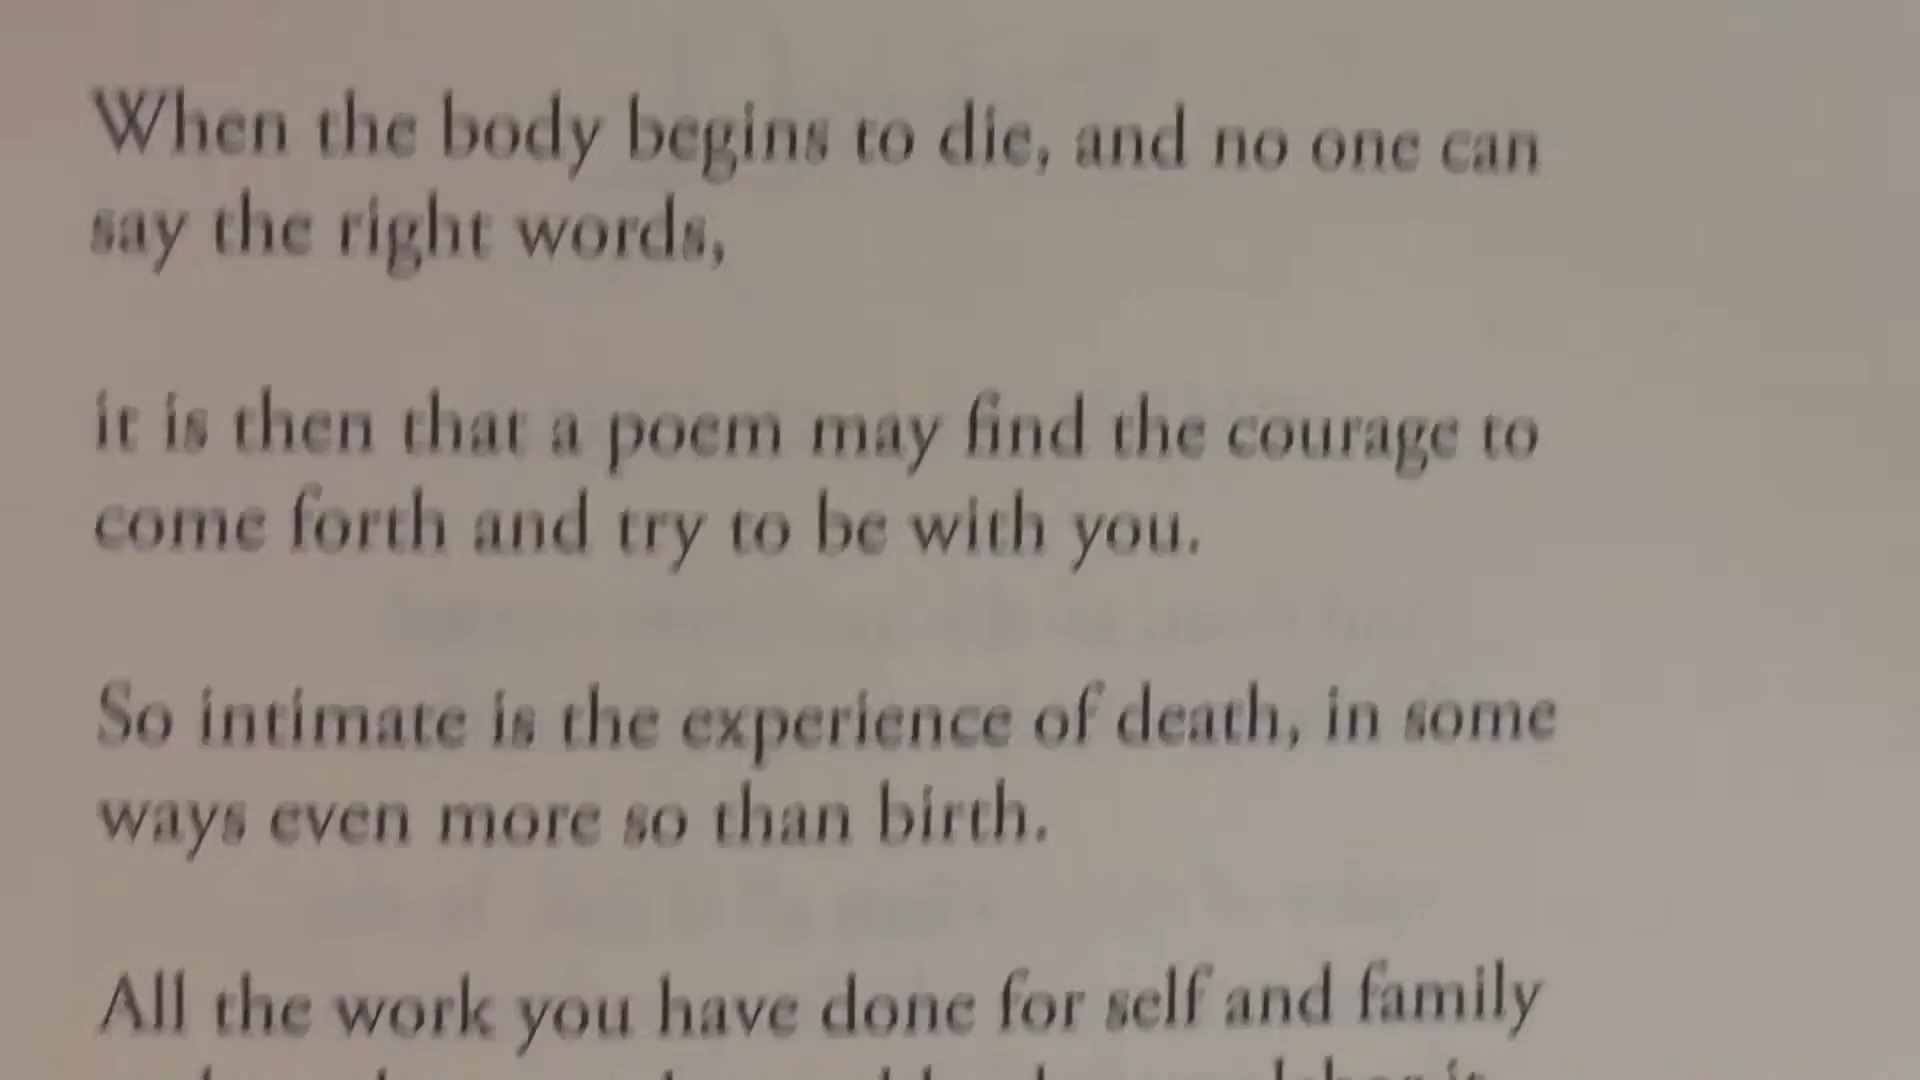 When the body begins to die, and no one can
say the right words,
it is then that a poem may find the courage to
come forth and try to be with you.
So intimate is the experience of death, in some
ways even more so than birth.
All the work you have done for self and family